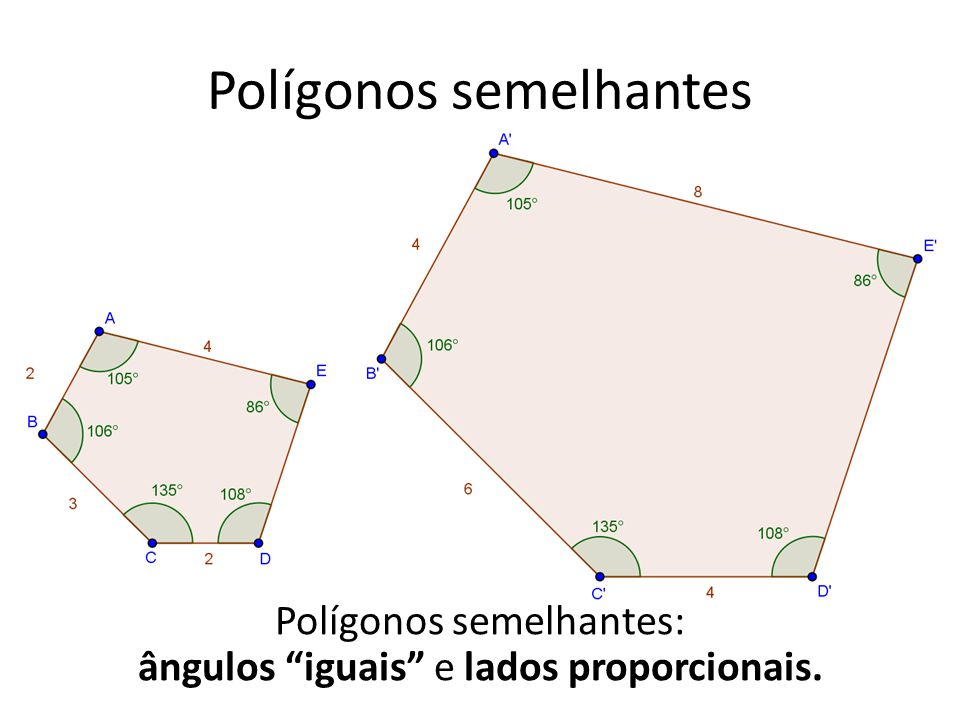 Polígonos semelhantes
A'
8
105°
4
E'
86°
A
4
106°
B'
2
105°
E
86°
B
106°
6
3
135°
108°
135°
108°
C
2
D
C'
4
D'
Polígonos semelhantes:
ângulos “iguais” e lados proporcionais.